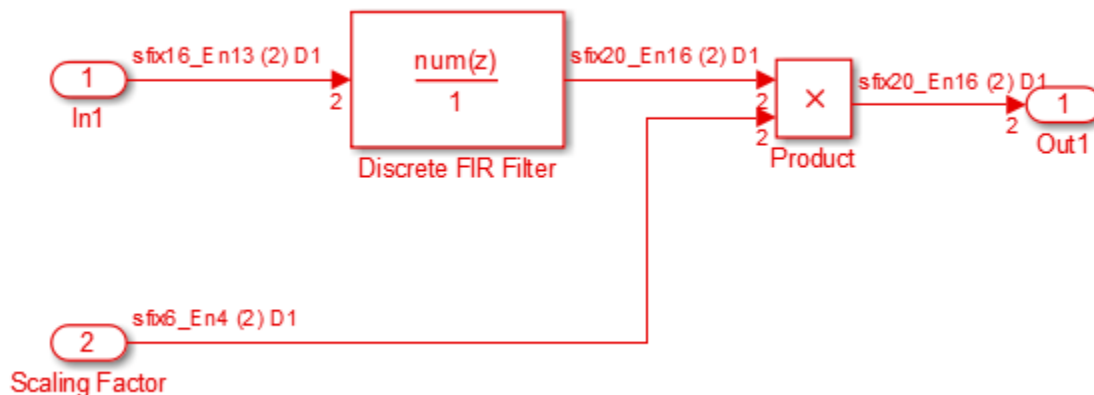 sfix16_En13 (2) D1
1
In1
2
num(z)
1
Discrete FIR Filter
sfix20_En16 (2) D1
2
2
×
Product
sfix20_En16 (2) D1
2
1
Out1
sfix6_En4 (2) D1
2
Scaling Factor